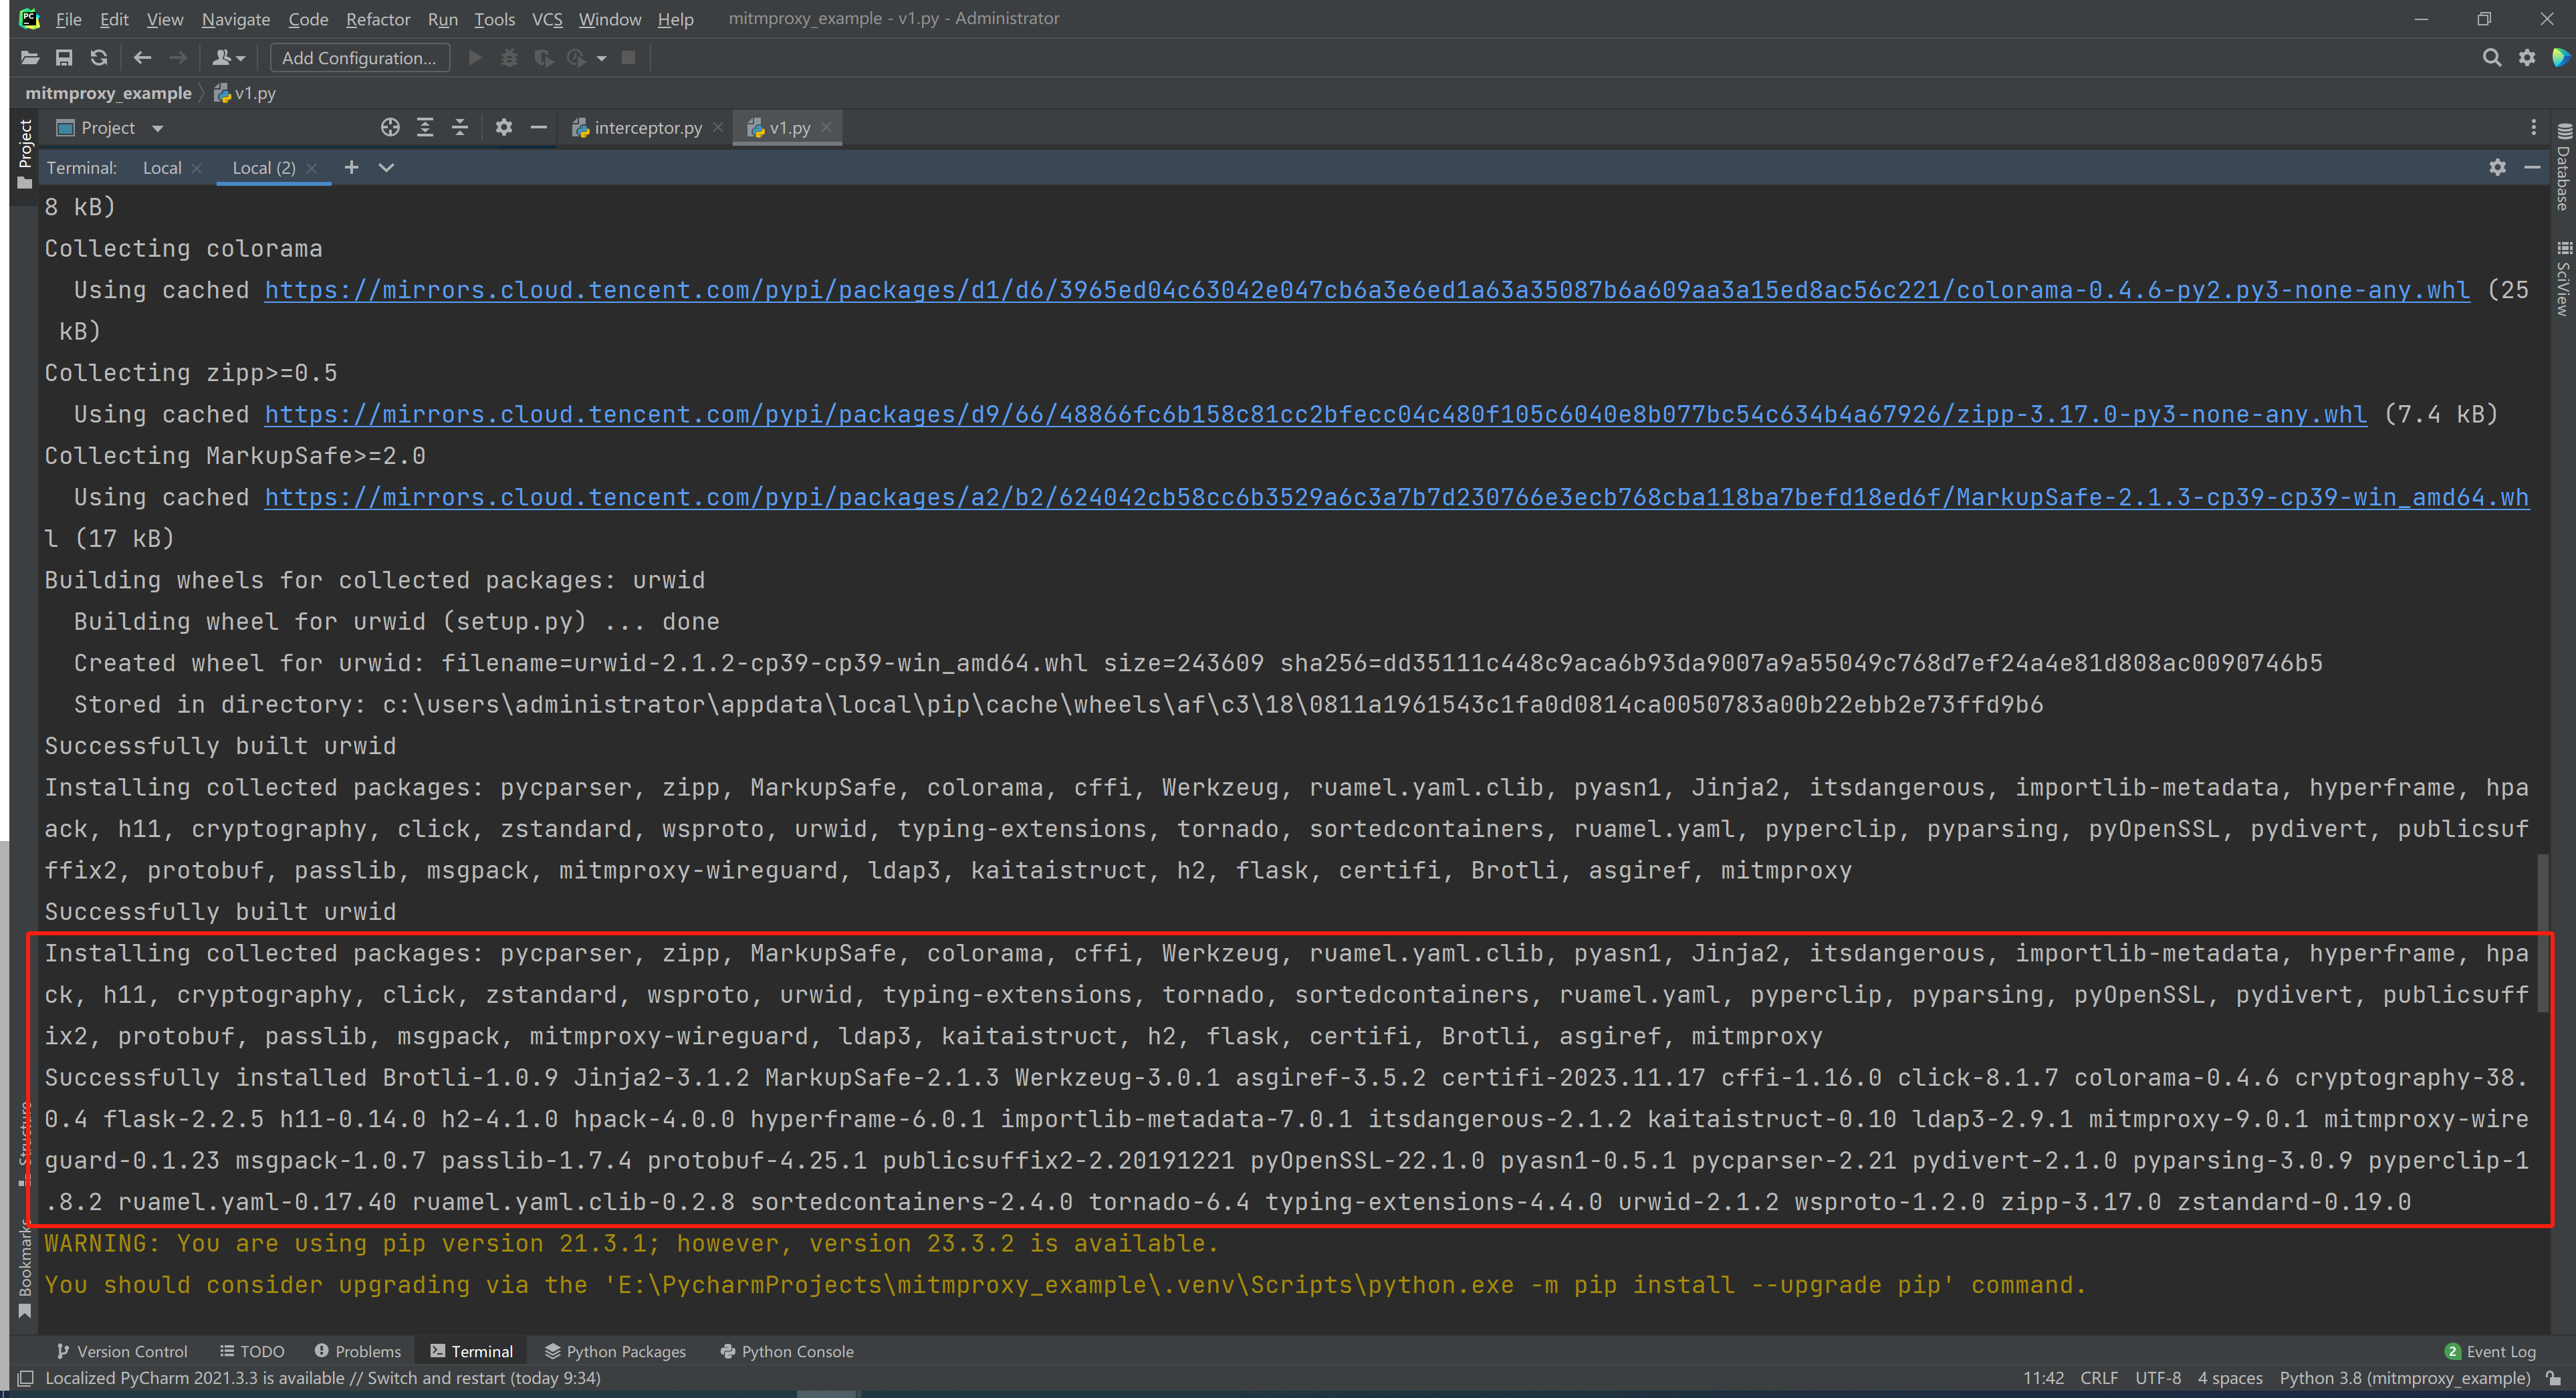 File Edit View Navigate Code Refactor Run Tools VCS Window Help mitmproxy_example - v1.py - Administrator
Add Configuration...
mitmproxy_example v1.py
Project interceptor.py v1.py
Project
Terminal: Local Local (2)
Database
SciView
8 kB)
Collecting colorama
Using cached https://mirrors.cloud.tencent.com/pypi/packages/d1/d6/3965ed04c63042e047cb6a3e6ed1a63a35087b6a609aa3a15ed8ac56c221/colorama-0.4.6-py2.py3-none-any.whl (25
kB)
Collecting zipp>=0.5
Using cached https://mirrors.cloud.tencent.com/pypi/packages/d9/66/48866fc6b158c81cc2bfecc04c480f105c6040e8b077bc54c634b4a67926/zipp-3.17.0-py3-none-any.whl (7.4 kB)
Collecting MarkupSafe>=2.0
Using cached https://mirrors.cloud.tencent.com/pypi/packages/a2/b2/624042cb58cc6b3529a6c3a7b7d230766e3ecb768cba118ba7befd18ed6f/MarkupSafe-2.1.3-cp39-cp39-win_amd64.wh
l (17 kB)
Building wheels for collected packages: urwid
Building wheel for urwid (setup.py) ... done
Created wheel for urwid: filename=urwid-2.1.2-cp39-cp39-win_amd64.whl size=243609 sha256=dd35111c448c9aca6b93da9007a9a55049c768d7ef24a4e81d808ac0090746b5
Stored in directory: c:\users\administrator\appdata\local\pip\cache\wheels\af\c3\18\0811a1961543c1fa0d0814ca0050783a00b22ebb2e73ffd9b6
Successfully built urwid
Installing collected packages: pycparser, zipp, MarkupSafe, colorama, cffi, Werkzeug, ruamel.yaml.clib, pyasn1, Jinja2, itsdangerous, importlib-metadata, hyperframe, hpa
ack, h11, cryptography, click, zstandard, wsproto, urwid, typing-extensions, tornado, sortedcontainers, ruamel.yaml, pyperclip, pyparsing, pyOpenSSL, pydivert, publicsuf
ffix2, protobuf, passlib, msgpack, mitmproxy-wireguard, ldap3, kaitaistruct, h2, flask, certifi, Brotli, asgiref, mitmproxy
Successfully built urwid
Installing collected packages: pycparser, zipp, MarkupSafe, colorama, cffi, Werkzeug, ruamel.yaml.clib, pyasn1, Jinja2, itsdangerous, importlib-metadata, hyperframe, hpa
ck, h11, cryptography, click, zstandard, wsproto, urwid, typing-extensions, tornado, sortedcontainers, ruamel.yaml, pyperclip, pyparsing, pyOpenSSL, pydivert, publicsuff
ix2, protobuf, passlib, msgpack, mitmproxy-wireguard, ldap3, kaitaistruct, h2, flask, certifi, Brotli, asgiref, mitmproxy
Successfully installed Brotli-1.0.9 Jinja2-3.1.2 MarkupSafe-2.1.3 Werkzeug-3.0.1 asgiref-3.5.2 certifi-2023.11.17 cffi-1.16.0 click-8.1.7 colorama-0.4.6 cryptography-38.
0.4 flask-2.2.5 h11-0.14.0 h2-4.1.0 hpack-4.0.0 hyperframe-6.0.1 importlib-metadata-7.0.1 itsdangerous-2.1.2 kaitaistruct-0.10 ldap3-2.9.1 mitmproxy-9.0.1 mitmproxy-wire
guard-0.1.23 msgpack-1.0.7 passlib-1.7.4 protobuf-4.25.1 publicsuffix2-2.20191221 pyOpenSSL-22.1.0 pyasn1-0.5.1 pycparser-2.21 pydivert-2.1.0 pyparsing-3.0.9 pyperclip-1
.8.2 ruamel.yaml-0.17.40 ruamel.yaml.clib-0.2.8 sortedcontainers-2.4.0 tornado-6.4 typing-extensions-4.4.0 urwid-2.1.2 wsproto-1.2.0 zipp-3.17.0 zstandard-0.19.0
Structure
WARNING: You are using pip version 21.3.1; however, version 23.3.2 is available.
You should consider upgrading via the 'E:\PycharmProjects\mitmproxy_example\.venv\Scripts\python.exe -m pip install --upgrade pip' command.
Bookmarks
Version Control TODO Problems Terminal Python Packages Python Console 2 Event Log
Localized PyCharm 2021.3.3 is available // Switch and restart (today 9:34) 11:42 CRLF UTF-8 4 spaces Python 3.8 (mitmproxy_example)